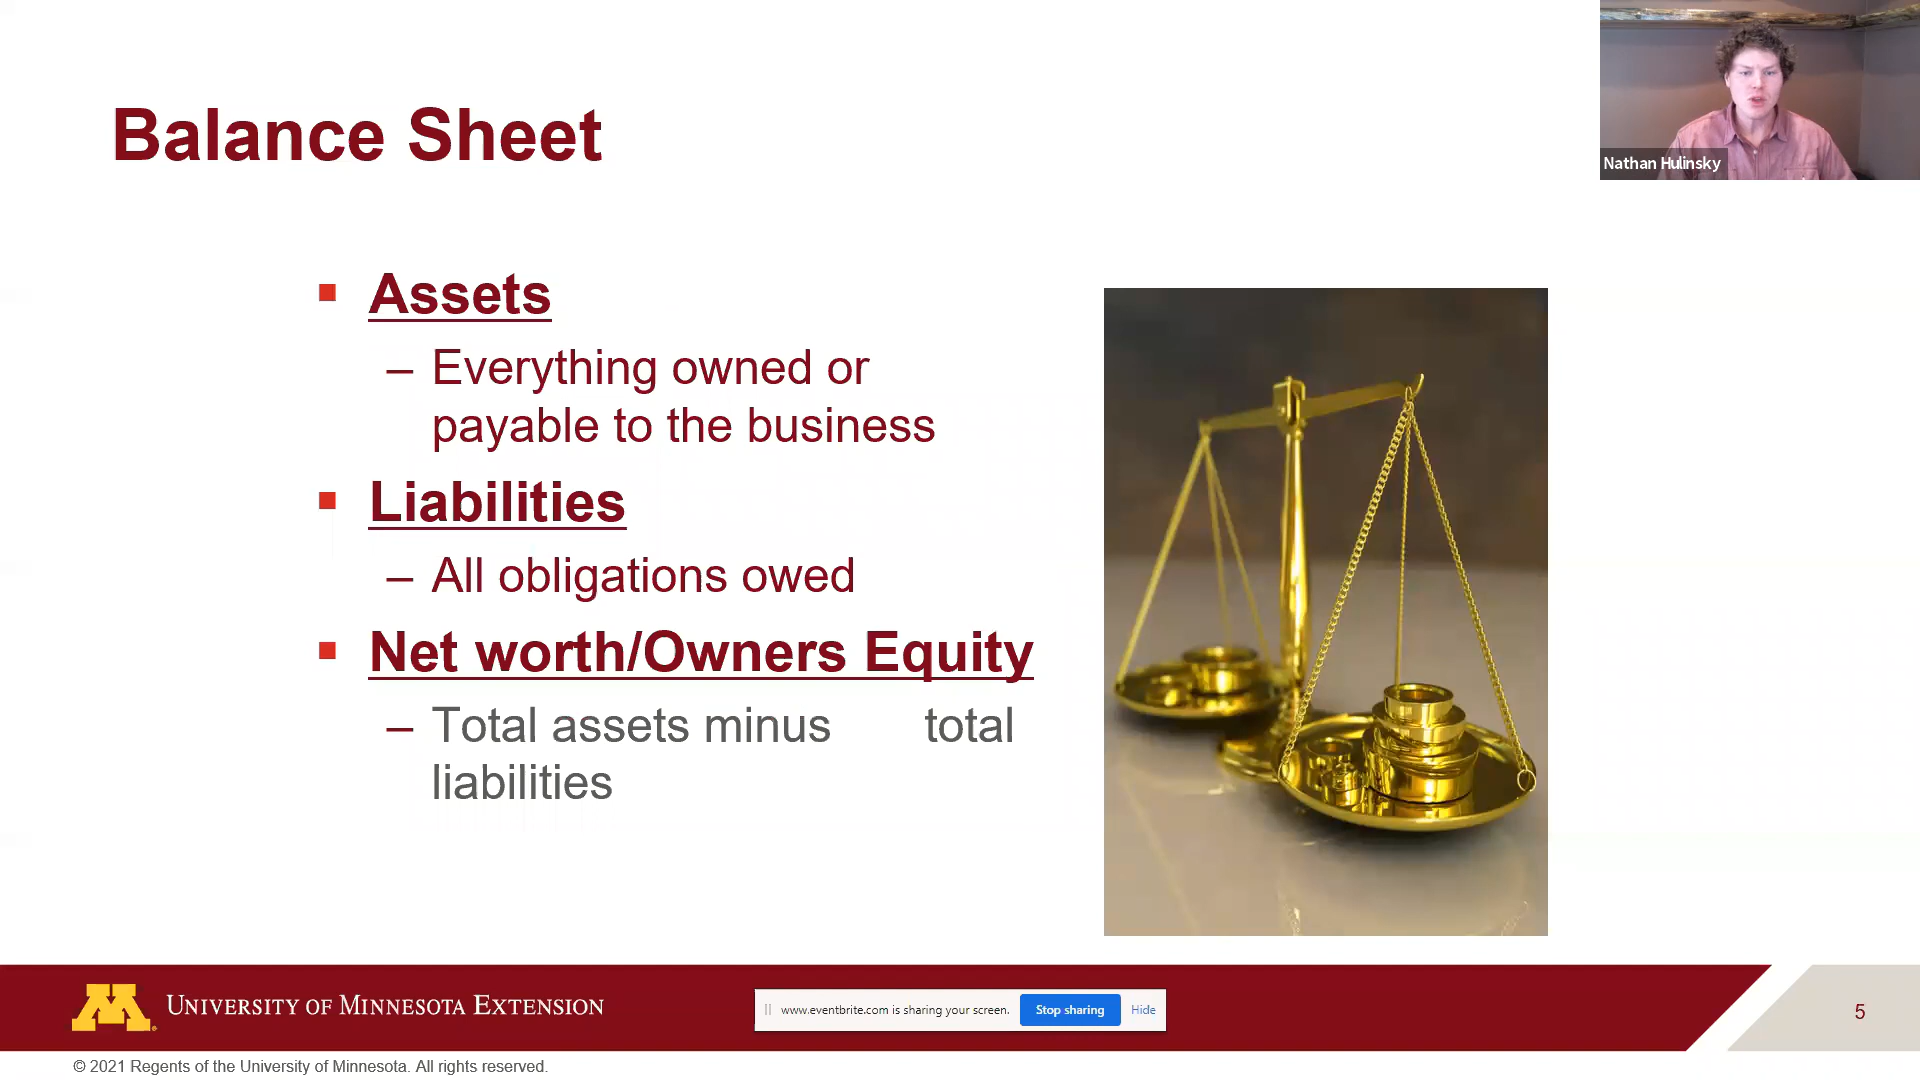 Balance Sheet
Nathan Hulinsky
▪ Assets
– Everything owned or
payable to the business
▪ Liabilities
– All obligations owed
▪ Net worth/Owners Equity
– Total assets minus total
liabilities
M
UNIVERSITY OF MINNESOTA EXTENSION
www.eventbrite.com is sharing your screen. Stop sharing Hide
5
© 2021 Regents of the University of Minnesota. All rights reserved.